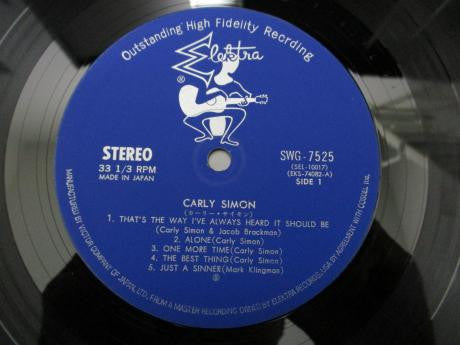 Outstanding High Fidelity Recrding
Elektra
®
STEREO
33 1/3 RPM
MADE IN JAPAN
SWG-7525
(SEL-10017)
(EKS-74082-A)
SIDE 1
CARLY SIMON
(カーリー・サイモン)
1. THAT'S THE WAY I'VE ALWAYS HEARD IT SHOULD BE
(Carly Simon & Jacob Brackman)
2. ALONE(Carly Simon)
3. ONE MORE TIME(Carly Simon)
4. THE BEST THING(Carly Simon)
5. JUST A SINNER(Mark Klingman)
MANUFACTURED BY VICTOR COMPANY OF JAPAN, LTD, FROM A MASTER RECORDING OWNED BY ELEKTRA RECORDS, USA BY AGREEMENT WITH COSDEL Inc.